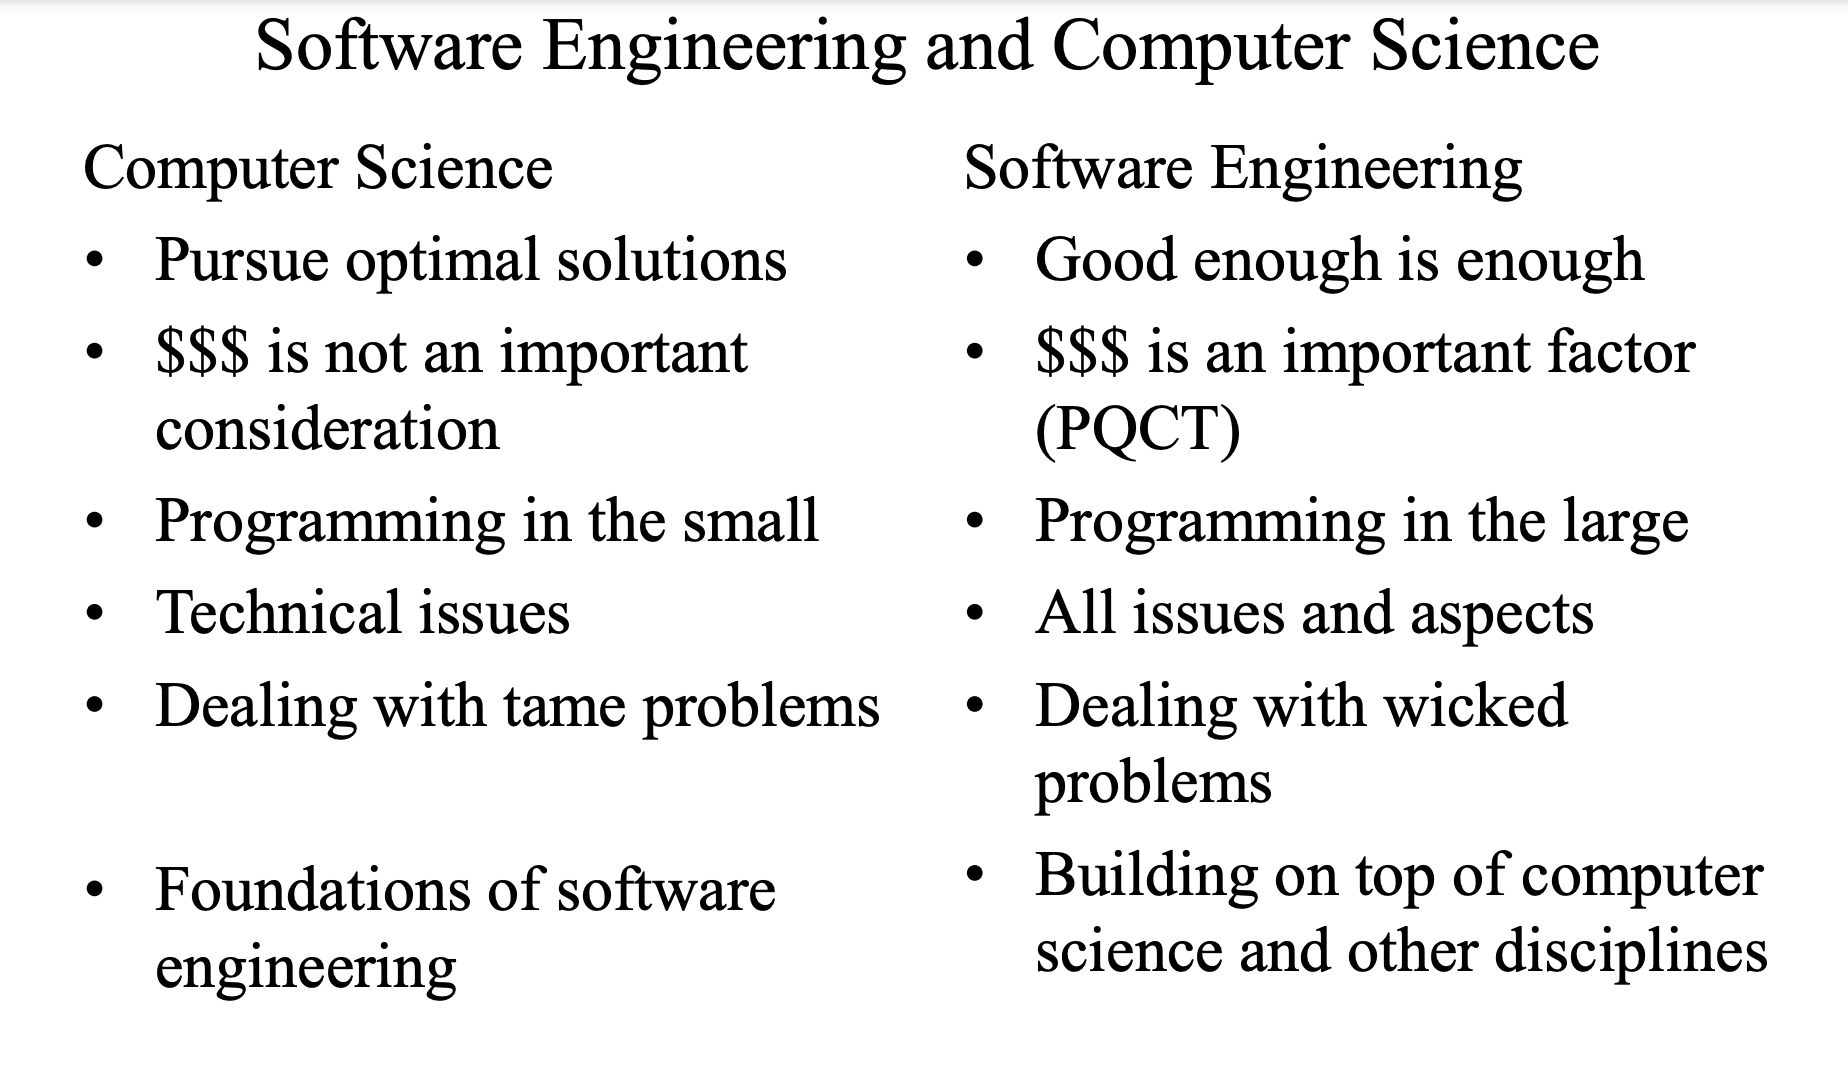 Software Engineering and Computer Science
Computer Science
• Pursue optimal solutions
• $$$ is not an important
consideration
• Programming in the small
• Technical issues
• Dealing with tame problems
• Foundations of software
engineering
Software Engineering
• Good enough is enough
• $$$ is an important factor
(PQCT)
• Programming in the large
• All issues and aspects
• Dealing with wicked
problems
• Building on top of computer
science and other disciplines